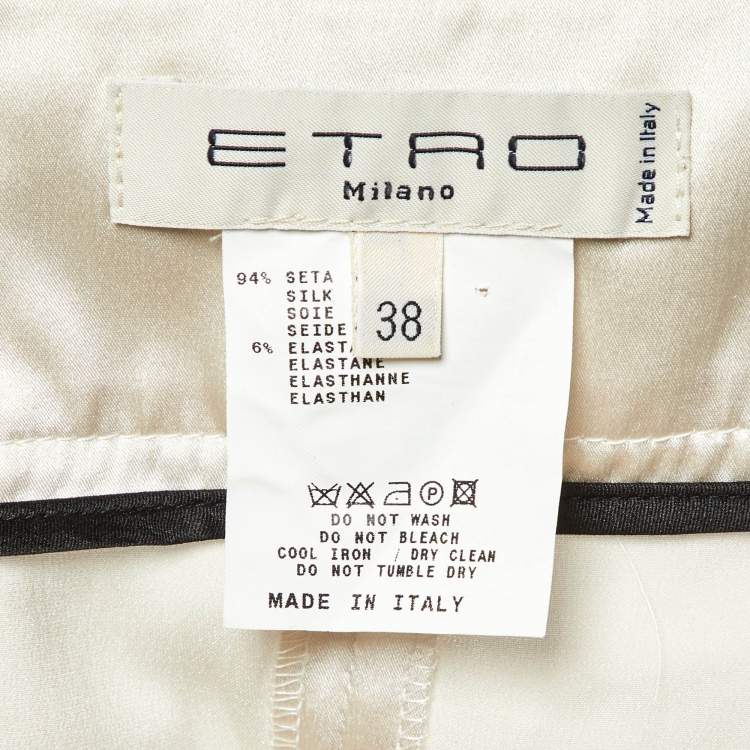 ETRO
Milano
Made in Italy
38
94% SETA
SILK
SOIE
SEIDE
6%
ELASTANE
ELASTHANNE
ELASTHAN
P
DO NOT WASH
DO NOT BLEACH
COOL IRON / DRY CLEAN
DO NOT TUMBLE DRY
MADE IN ITALY